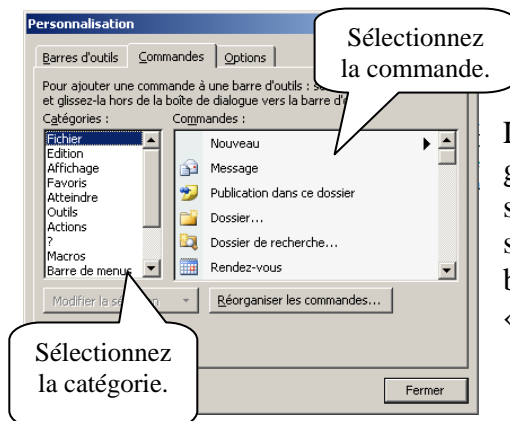 Personnalisation
Sélectionnez
la commande.
Barres d'outils Commandes Options
Pour ajouter une commande à une barre d'outils :
et glissez-la hors de la boîte de dialogue vers la barre
Catégories : Commandes :
Fichier
Edition
Affichage
Favoris
Atteindre
Outils
Actions
?
Macros
Barre de menus
Nouveau
Message
Publication dans ce dossier
Dossier...
Dossier de recherche...
Rendez-vous
Modifier la Réorganiser les commandes...
Sélectionnez
la catégorie.
Fermer
«